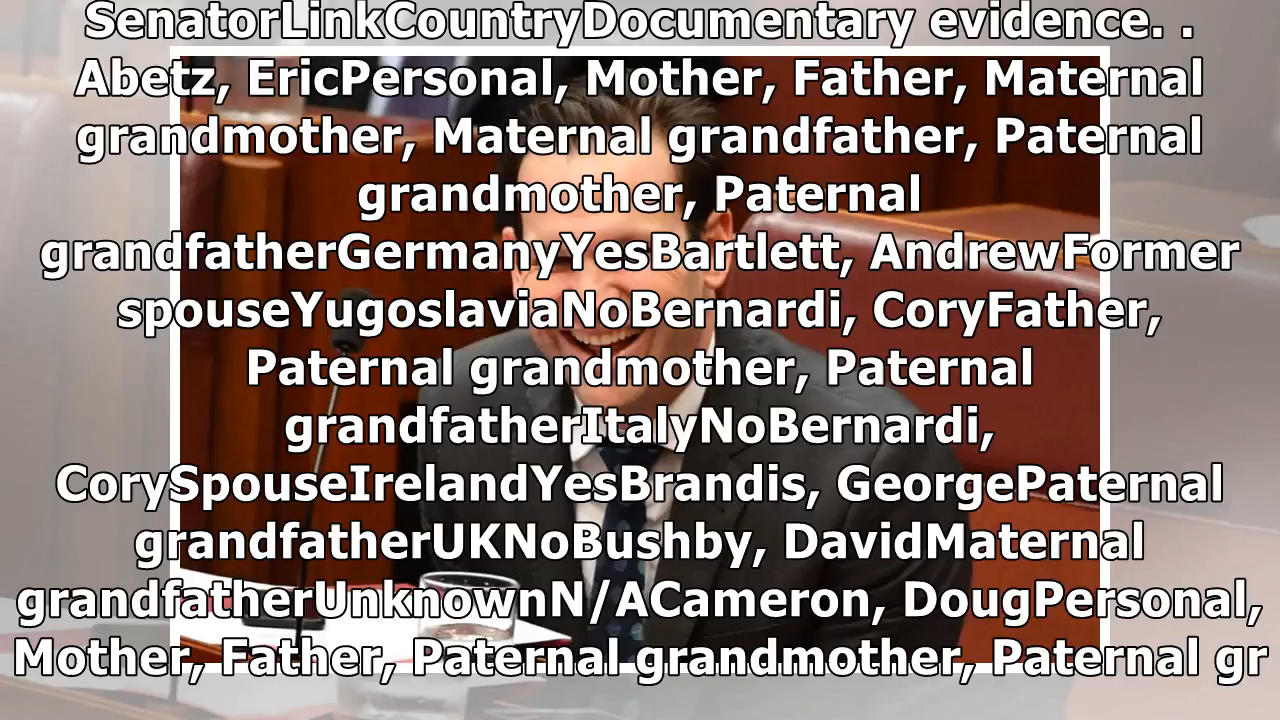 SenatorLinkCountryDocumentary evidence. .
Abetz, EricPersonal, Mother, Father, Maternal
grandmother, Maternal grandfather, Paternal
grandmother, Paternal
grandfatherGermanyYesBartlett, AndrewFormer
spouseYugoslaviaNoBernardi, CoryFather,
Paternal grandmother, Paternal
grandfatherItalyNoBernardi,
CorySpouseIrelandYesBrandis, GeorgePaternal
grandfatherUKNoBushby, DavidMaternal
grandfatherUnknownN/ACameron, DougPersonal,
Mother, Father, Paternal grandmother, Paternal gr